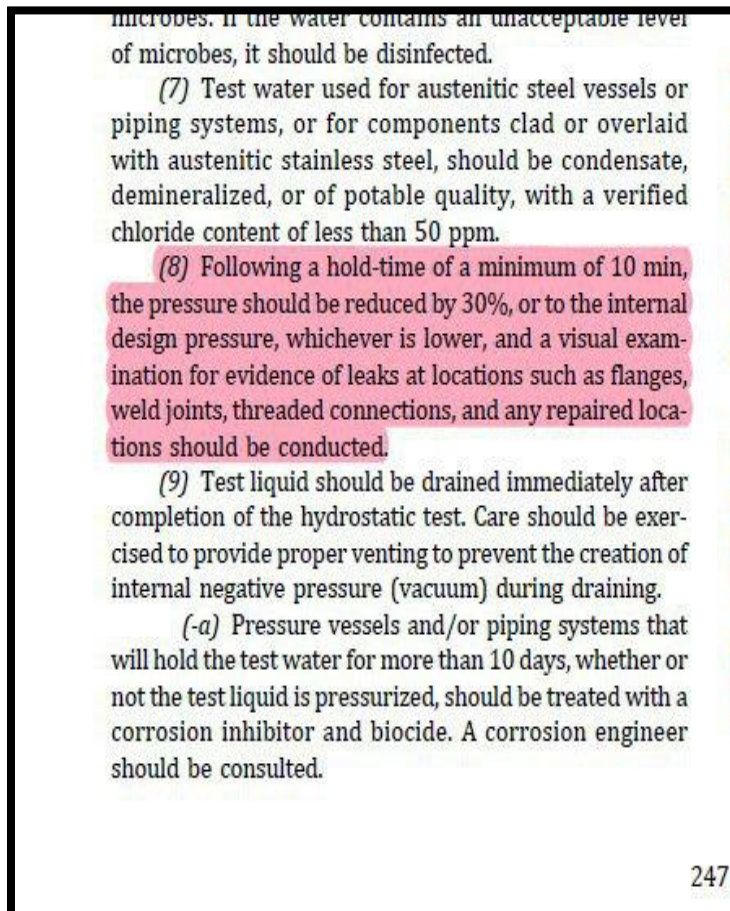 microbes. If the water contains an unacceptable level
of microbes, it should be disinfected.
(7) Test water used for austenitic steel vessels or
piping systems, or for components clad or overlaid
with austenitic stainless steel, should be condensate,
demineralized, or of potable quality, with a verified
chloride content of less than 50 ppm.
(8) Following a hold-time of a minimum of 10 min,
the pressure should be reduced by 30%, or to the internal
design pressure, whichever is lower, and a visual exam-
ination for evidence of leaks at locations such as flanges,
weld joints, threaded connections, and any repaired loca-
tions should be conducted.
(9) Test liquid should be drained immediately after
completion of the hydrostatic test. Care should be exer-
cised to provide proper venting to prevent the creation of
internal negative pressure (vacuum) during draining.
(-a) Pressure vessels and/or piping systems that
will hold the test water for more than 10 days, whether or
not the test liquid is pressurized, should be treated with a
corrosion inhibitor and biocide. A corrosion engineer
should be consulted.
247